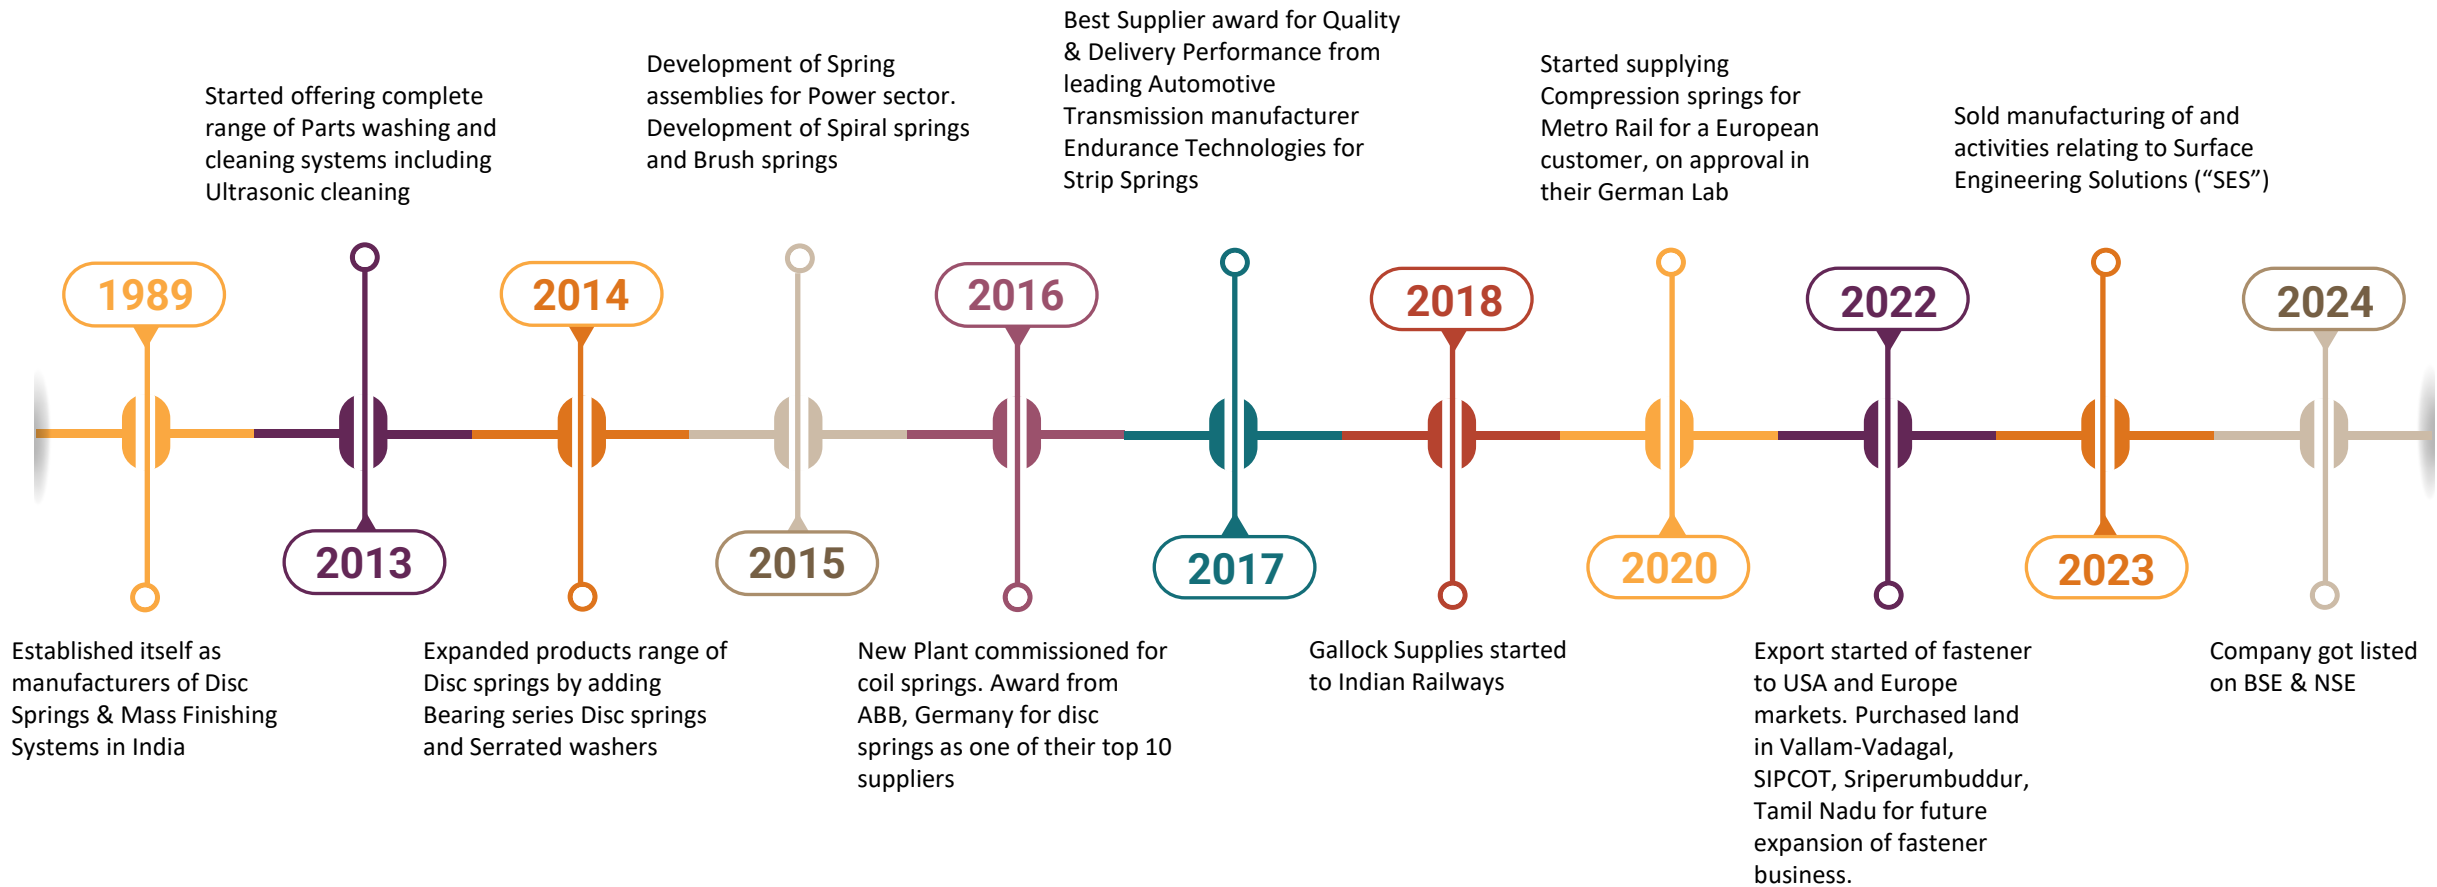 1989
Established itself as
manufacturers of Disc
Springs & Mass Finishing
Systems in India
Started offering complete
range of Parts washing and
cleaning systems including
Ultrasonic cleaning
2013
2014
Expanded products range of
Disc springs by adding
Bearing series Disc springs
and Serrated washers
Development of Spring
assemblies for Power sector.
Development of Spiral springs
and Brush springs
2015
2016
New Plant commissioned for
coil springs. Award from
ABB, Germany for disc
springs as one of their top 10
suppliers
Best Supplier award for Quality
& Delivery Performance from
leading Automotive
Transmission manufacturer
Endurance Technologies for
Strip Springs
2017
2018
Gallock Supplies started
to Indian Railways
Started supplying
Compression springs for
Metro Rail for a European
customer, on approval in
their German Lab
2020
2022
Export started of fastener
to USA and Europe
markets. Purchased land
in Vallam-Vadagal,
SIPCOT, Sriperumbuddur,
Tamil Nadu for future
expansion of fastener
business.
Sold manufacturing of and
activities relating to Surface
Engineering Solutions (“SES”)
2023
2024
Company got listed
on BSE & NSE